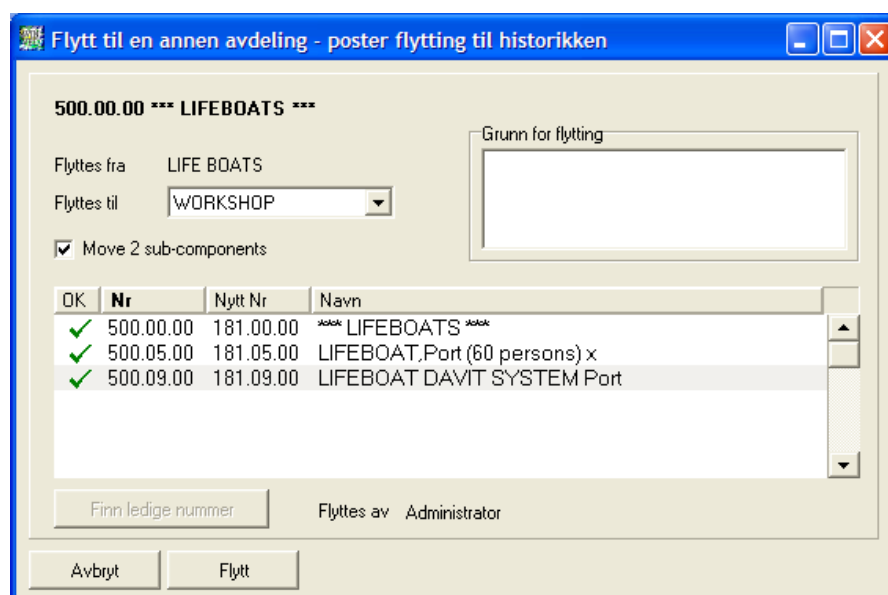 Flytt til en annen avdeling - poster flytting til historikken
500.00.00 *** LIFEBOATS ***
Grunn for flytting
Flyttes fra LIFE BOATS
Flyttes til WORKSHOP
Move 2 sub-components
OK Nr Nytt Nr Navn
500.00.00 181.00.00 *** LIFEBOATS ***
500.05.00 181.05.00 LIFEBOAT,Port (60 persons) x
500.09.00 181.09.00 LIFEBOAT DAVIT SYSTEM Port
Finn ledige nummer Flyttes av Administrator
Avbryt Flytt